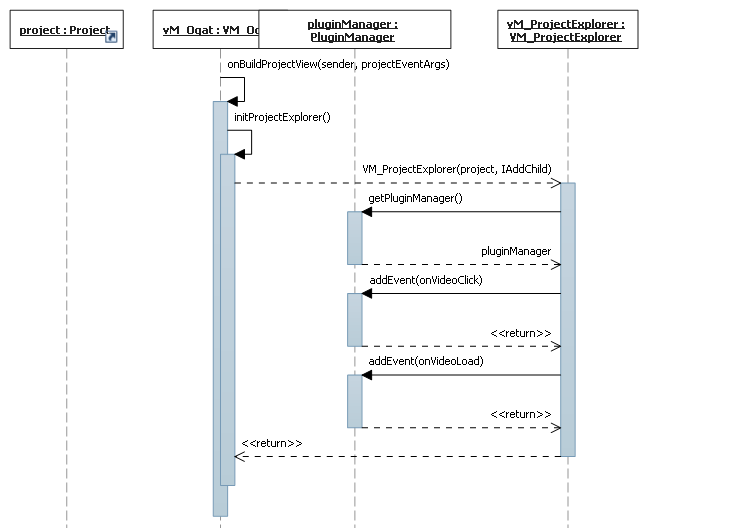 project : Project
vM_Oqat : VM_Oq
pluginManager :
PluginManager
vM_ProjectExplorer :
VM_ProjectExplorer
onBuildProjectView(sender, projectEventArgs)
initProjectExplorer()
VM_ProjectExplorer(project, IAddChild)
getPluginManager()
pluginManager
addEvent(onVideoClick)
<<return>>
addEvent(onVideoLoad)
<<return>>
<<return>>